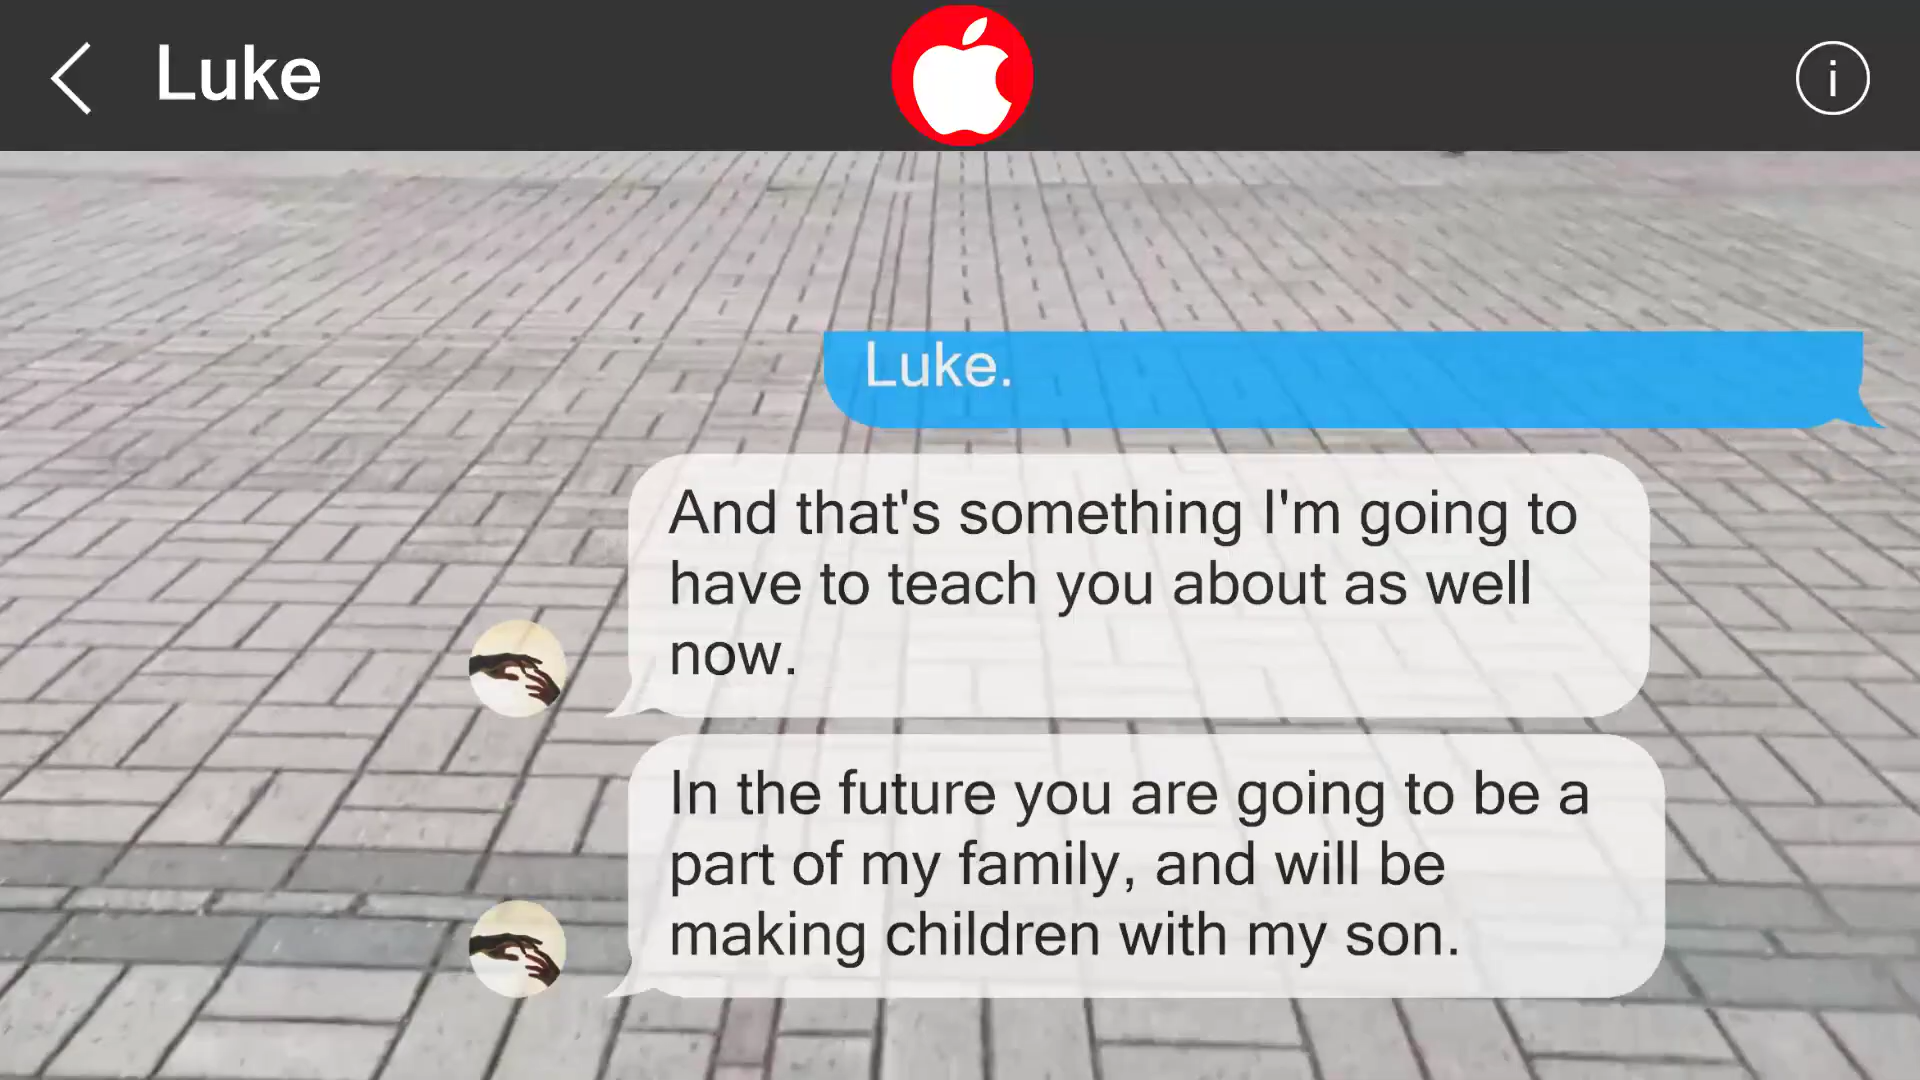 Luke
Luke.
And that's something I'm going to
have to teach you about as well
now.
In the future you are going to be a
part of my family, and will be
making children with my son.